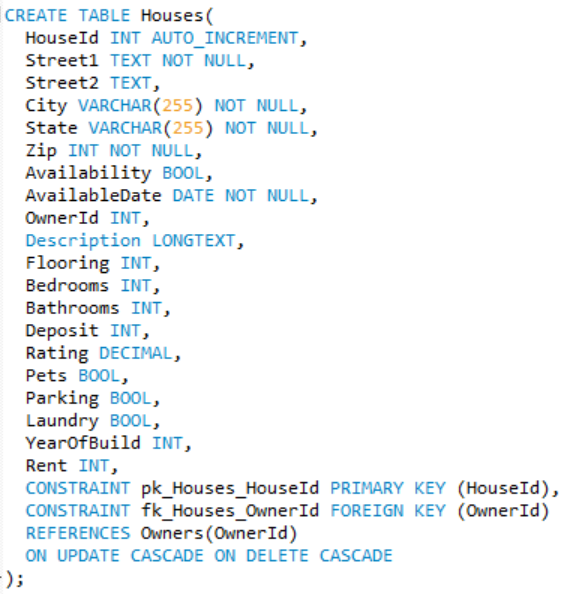 CREATE TABLE Houses(
HouseId INT AUTO_INCREMENT,
Street1 TEXT NOT NULL,
Street2 TEXT,
City VARCHAR(255) NOT NULL,
State VARCHAR(255) NOT NULL,
Zip INT NOT NULL,
Availability BOOL,
AvailableDate DATE NOT NULL,
OwnerId INT,
Description LONGTEXT,
Flooring INT,
Bedrooms INT,
Bathrooms INT,
Deposit INT,
Rating DECIMAL,
Pets BOOL,
Parking BOOL,
Laundry BOOL,
YearOfBuild INT,
Rent INT,
CONSTRAINT pk_Houses_HouseId PRIMARY KEY (HouseId),
CONSTRAINT fk_Houses_OwnerId FOREIGN KEY (OwnerId)
REFERENCES Owners(OwnerId)
ON UPDATE CASCADE ON DELETE CASCADE
);